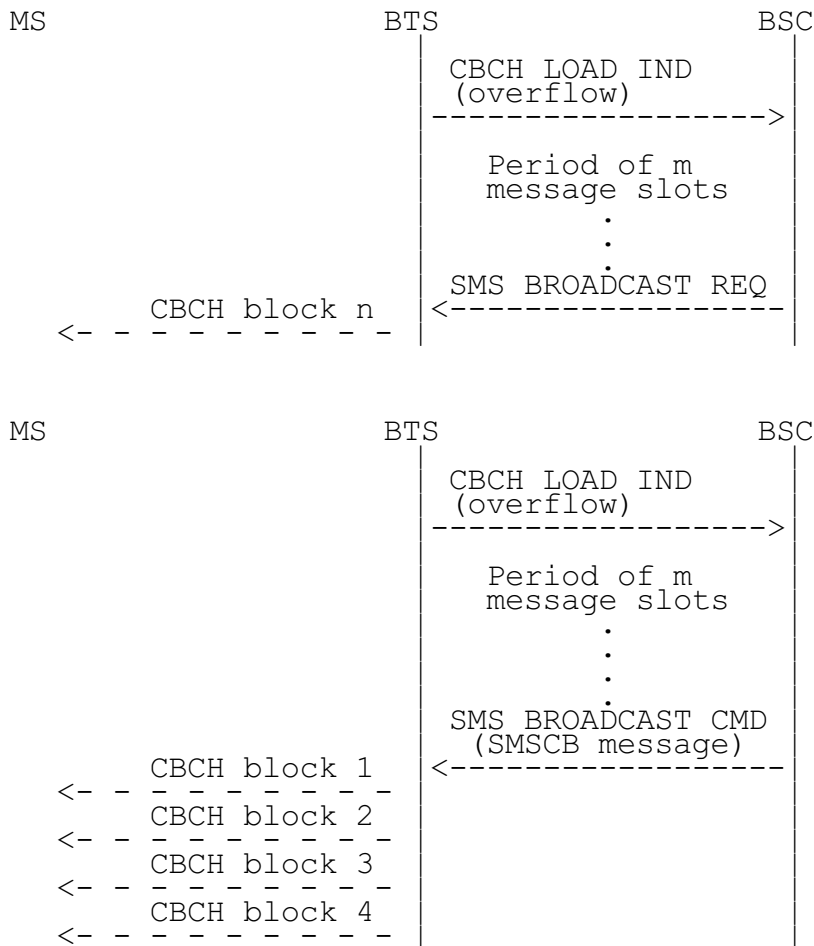 MS BTS BSC
CBCH LOAD IND
(overflow)
------------------>
Period of m
message slots
.
.
.
SMS BROADCAST REQ
CBCH block n <------------------
<- - - - - - - - -
MS BTS BSC
CBCH LOAD IND
(overflow)
------------------>
Period of m
message slots
.
.
.
.
SMS BROADCAST CMD
(SMSCB message)
CBCH block 1 <------------------
<- - - - - - - - -
CBCH block 2
<- - - - - - - - -
CBCH block 3
<- - - - - - - - -
CBCH block 4
<- - - - - - - - -